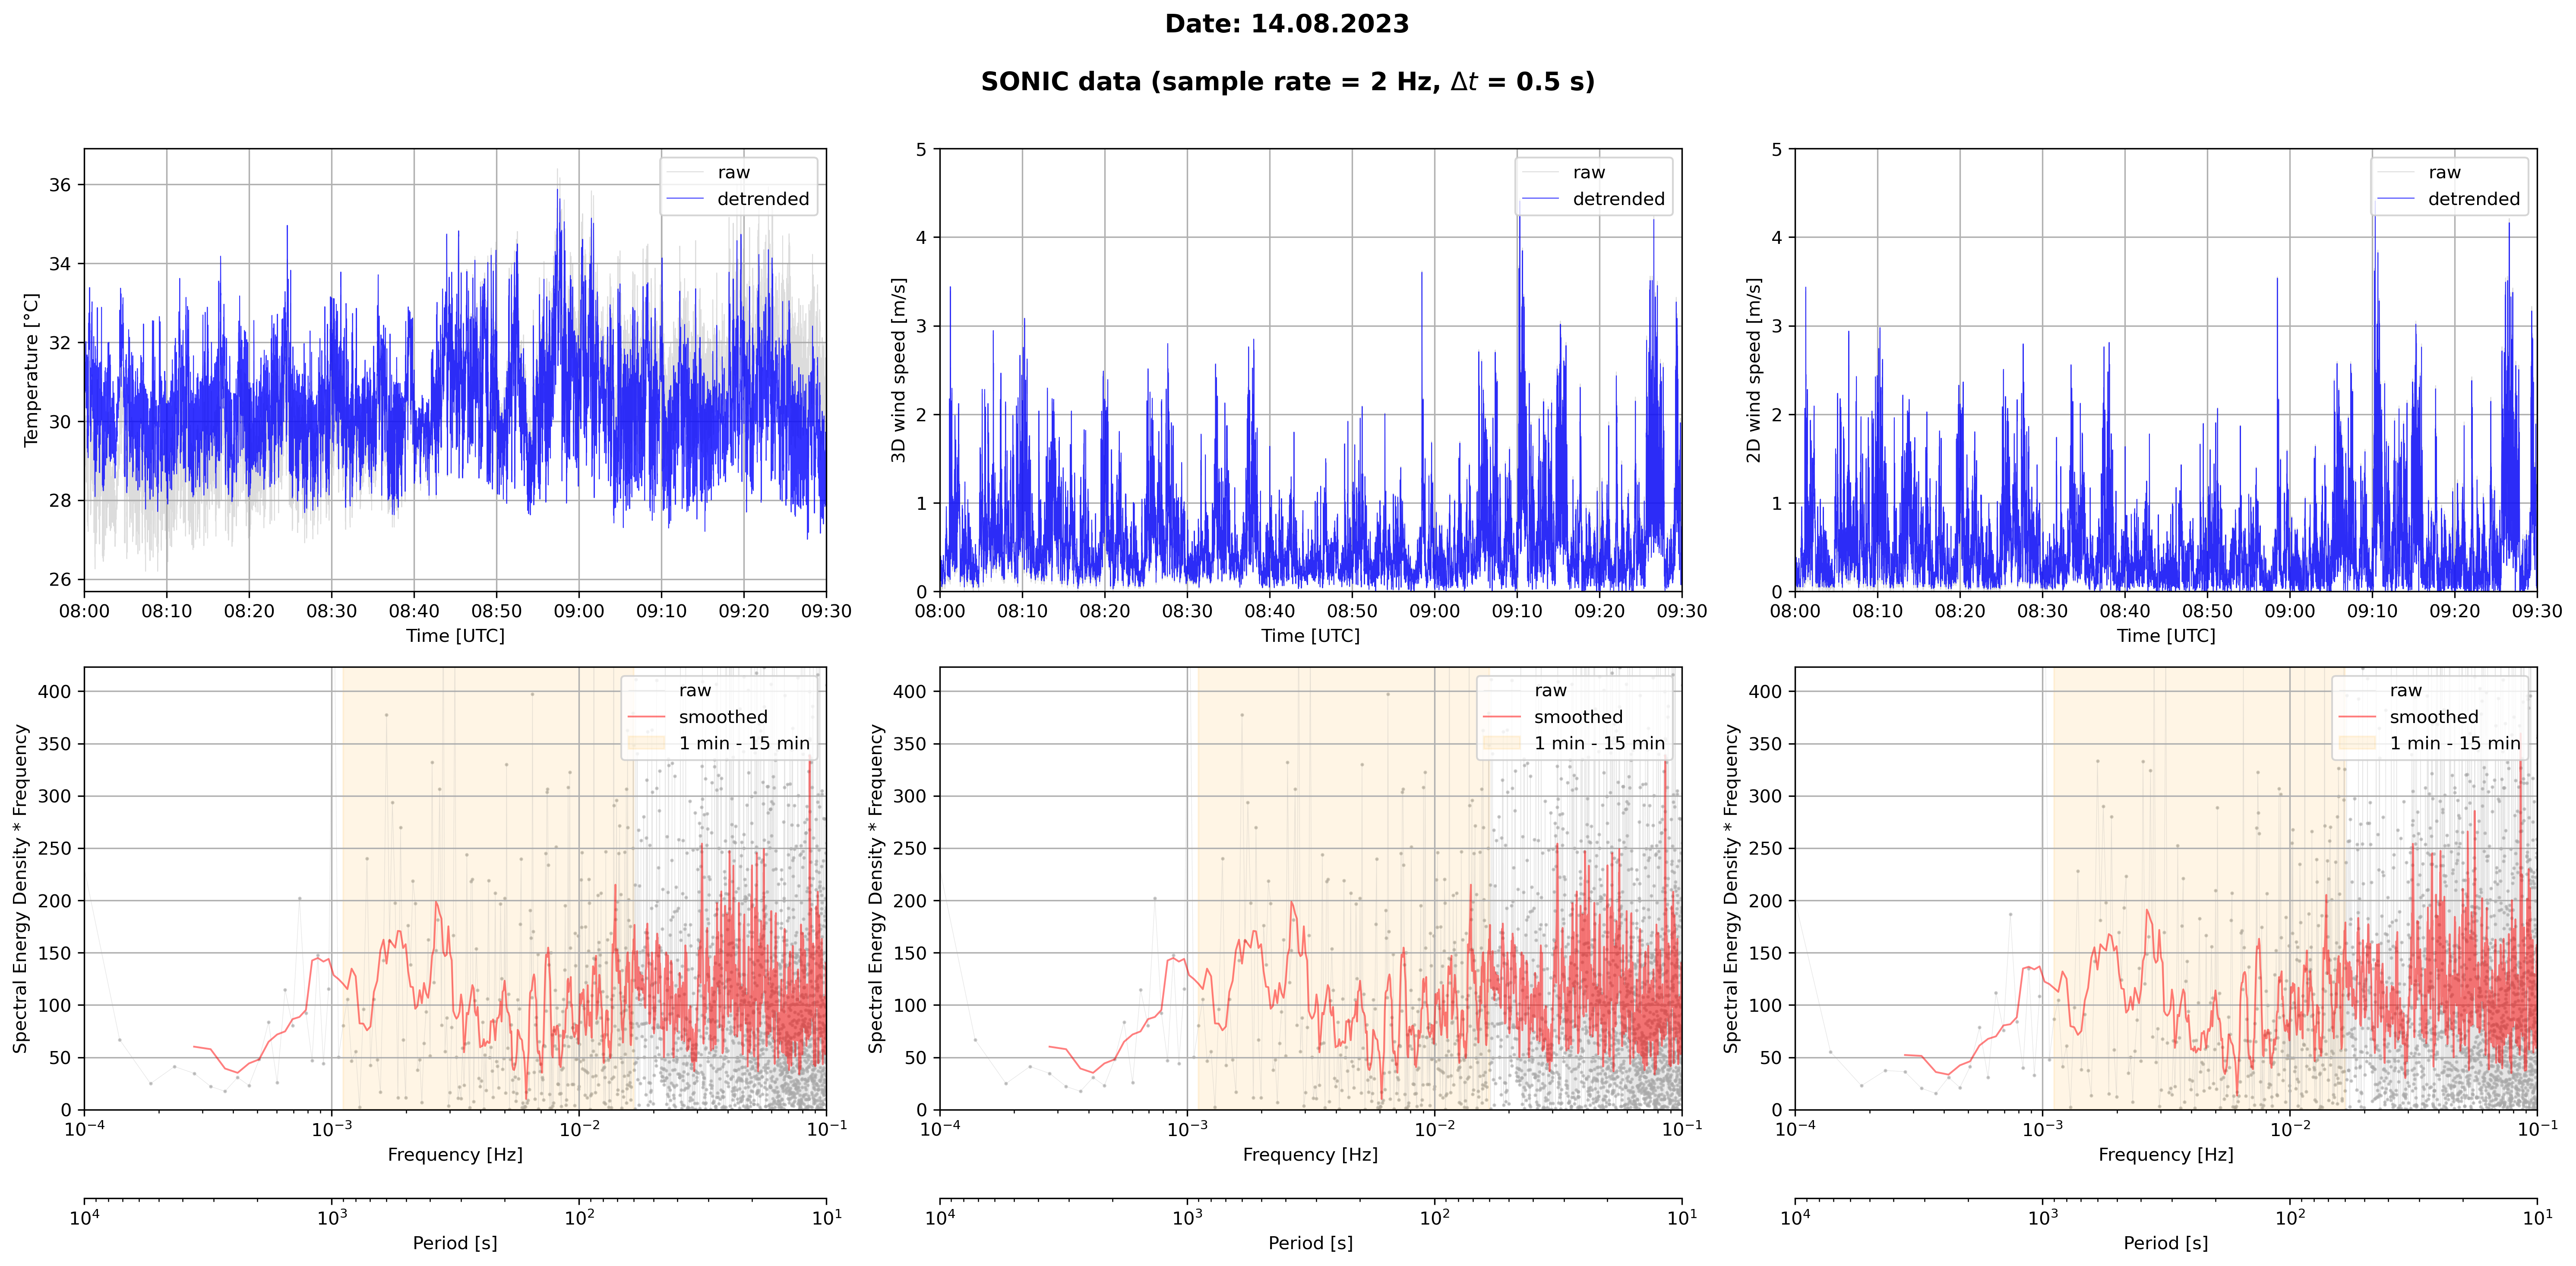 Date: 14.08.2023
SONIC data (sample rate = 2 Hz, Δt = 0.5 s)
Temperature [°C]
36
34
32
30
28
26
raw
detrended
08:00 08:10 08:20 08:30 08:40 08:50 09:00 09:10 09:20 09:30
Time [UTC]
3D wind speed [m/s]
5
4
3
2
1
0
raw
detrended
08:00 08:10 08:20 08:30 08:40 08:50 09:00 09:10 09:20 09:30
Time [UTC]
2D wind speed [m/s]
5
4
3
2
1
0
raw
detrended
08:00 08:10 08:20 08:30 08:40 08:50 09:00 09:10 09:20 09:30
Time [UTC]
Spectral Energy Density * Frequency
400
350
300
250
200
150
100
50
0
raw
smoothed
1 min - 15 min
10⁻⁴ 10⁻³ 10⁻² 10⁻¹
Frequency [Hz]
10⁴ 10³ 10² 10¹
Period [s]
Spectral Energy Density * Frequency
400
350
300
250
200
150
100
50
0
raw
smoothed
1 min - 15 min
10⁻⁴ 10⁻³ 10⁻² 10⁻¹
Frequency [Hz]
10⁴ 10³ 10² 10¹
Period [s]
Spectral Energy Density * Frequency
400
350
300
250
200
150
100
50
0
raw
smoothed
1 min - 15 min
10⁻⁴ 10⁻³ 10⁻² 10⁻¹
Frequency [Hz]
10⁴ 10³ 10² 10¹
Period [s]